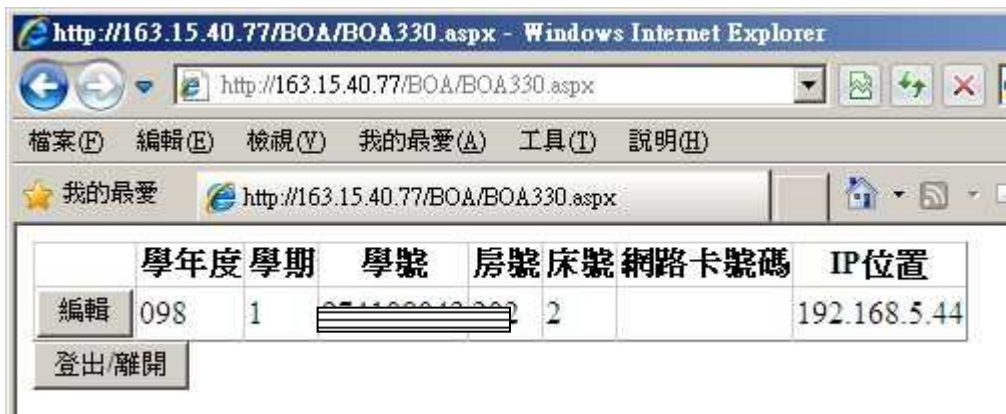 http://163.15.40.77/BOA/BOA330.aspx - Windows Internet Explorer
http://163.15.40.77/BOA/BOA330.aspx
檔案(F) 編輯(E) 檢視(V) 我的最愛(A) 工具(T) 說明(H)
我的最愛 http://163.15.40.77/BOA/BOA330.aspx
學年度 學期 學號 房號 床號 網路卡號碼 IP位置
編輯 098 1 2 192.168.5.44
登出/離開